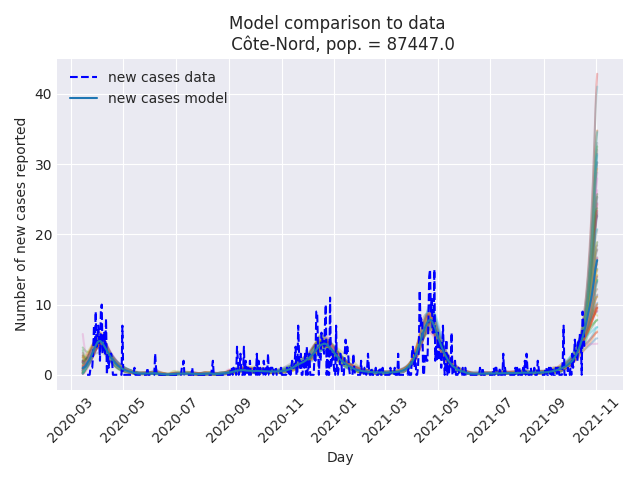 Model comparison to data
Côte-Nord, pop. = 87447.0
new cases data
new cases model
Number of new cases reported
40
30
20
10
0
2020-03
2020-05
2020-07
2020-09
2020-11
2021-01
2021-03
2021-05
2021-07
2021-09
2021-11
Day